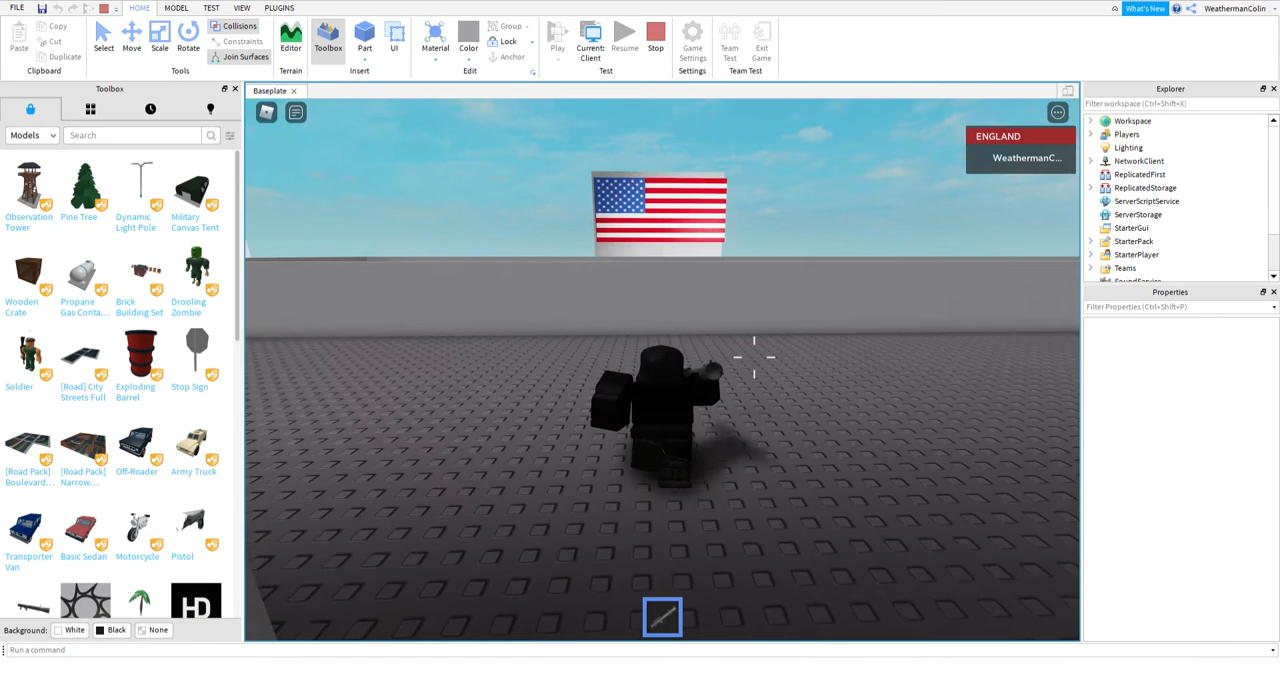 FILE HOME MODEL TEST VIEW PLUGINS What's New WeathermanColin
Paste Copy Cut Duplicate Clipboard
Select Move Scale Rotate Collisions Constraints Join Surfaces Tools
Editor Terrain
Toolbox Part UI Insert
Material Color Group Lock Anchor Edit
Play Current: Client Resume Stop Test
Game Settings Settings
Team Test Exit Game Team Test
Toolbox
Models Search
Observation Tower
Pine Tree
Dynamic Light Pole
Military Canvas Tent
Wooden Crate
Propane Gas Conta...
Brick Building Set
Drooling Zombie
Soldier
[Road] City Streets Full
Exploding Barrel
Stop Sign
[Road Pack] Boulevard...
[Road Pack] Narrow...
Off-Roader
Army Truck
Transporter Van
Basic Sedan
Motorcycle
Pistol
HD
Background: White Black None
Run a command
Baseplate
ENGLAND
WeathermanC...
Explorer
Filter workspace (Ctrl+Shift+X)
Workspace
Players
Lighting
NetworkClient
ReplicatedFirst
ReplicatedStorage
ServerScriptService
ServerStorage
StarterGui
StarterPack
StarterPlayer
Teams
SoundService
Properties
Filter Properties (Ctrl+Shift+P)